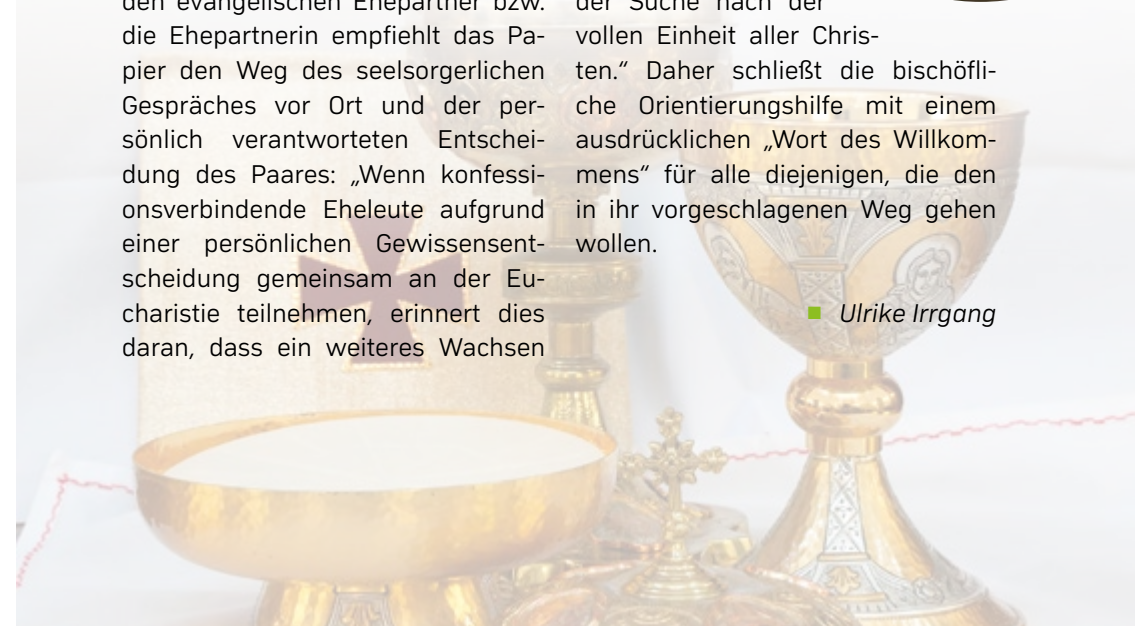 den evangelischen Ehepartner bzw.
die Ehepartnerin empfiehlt das Pa-
pier den Weg des seelsorgerlichen
Gespräches vor Ort und der per-
sönlich verantworteten Entschei-
dung des Paares: „Wenn konfessi-
onsverbindende Eheleute aufgrund
einer persönlichen Gewissensent-
scheidung gemeinsam an der Eu-
charistie teilnehmen, erinnert dies
daran, dass ein weiteres Wachsen
der Suche nach der
vollen Einheit aller Chris-
ten.“ Daher schließt die bischöfli-
che Orientierungshilfe mit einem
ausdrücklichen „Wort des Willkom-
mens“ für alle diejenigen, die den
in ihr vorgeschlagenen Weg gehen
wollen.
■ Ulrike Irrgang